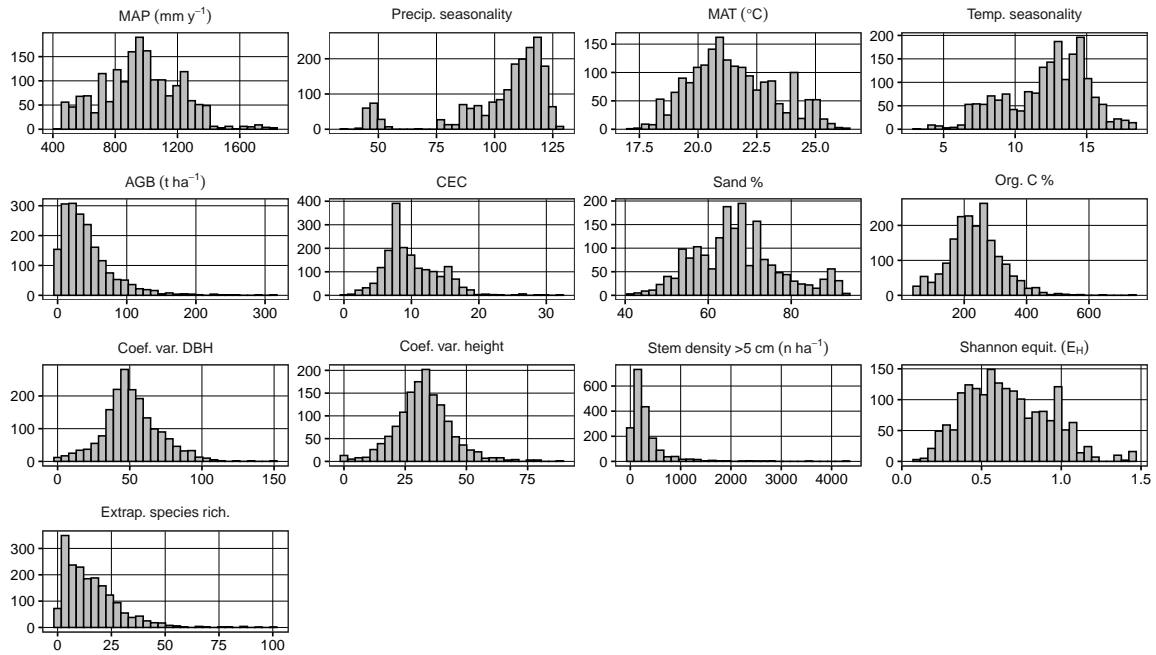 MAP (mm y⁻¹)
150
100
50
0
400 800 1200 1600
Precip. seasonality
200
100
0
50 75 100 125
MAT (°C)
150
100
50
0
17.5 20.0 22.5 25.0
Temp. seasonality
200
150
100
50
0
5 10 15
AGB (t ha⁻¹)
300
200
100
0
0 100 200 300
CEC
400
300
200
100
0
0 10 20 30
Sand %
200
150
100
50
0
40 60 80
Org. C %
200
100
0
200 400 600
Coef. var. DBH
200
100
0
0 50 100 150
Coef. var. height
200
150
100
50
0
0 25 50 75
Stem density >5 cm (n ha⁻¹)
600
400
200
0
0 1000 2000 3000 4000
Shannon equit. (E_H)
150
100
50
0
0.0 0.5 1.0 1.5
Extrap. species rich.
300
200
100
0
0 25 50 75 100